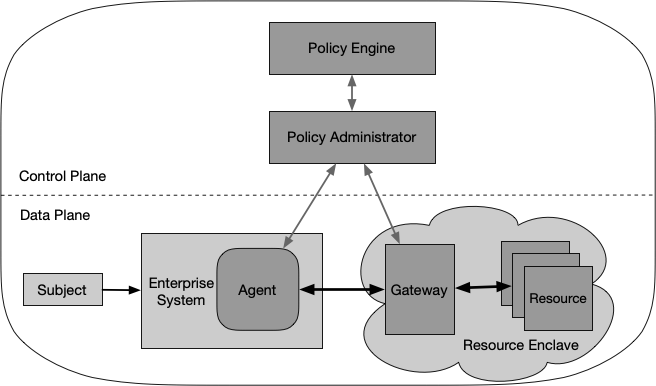 Policy Engine
Policy Administrator
Control Plane
Data Plane
Subject
Enterprise
System
Agent
Gateway
Resource
Resource Enclave